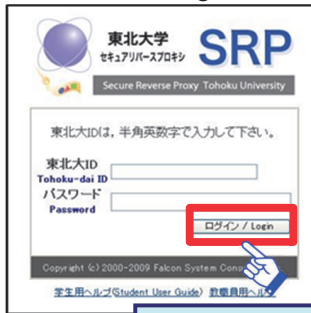 東北大学
セキュアリバースプロキシ
SRP
Secure Reverse Proxy Tohoku University
東北大IDは，半角英数字で入力して下さい。
東北大ID
Tohoku-dai ID
パスワード
Password
ログイン / Login
Copyright (c) 2000-2009 Falcon System
学生用ヘルプ(Student User Guide) 教職員用ヘルプ